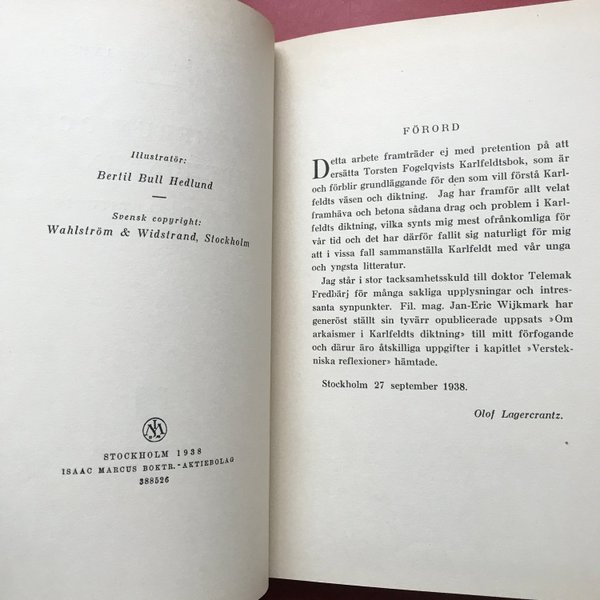 Illustratör:
Bertil Bull Hedlund
Svensk copyright:
Wahlström & Widstrand, Stockholm
STOCKHOLM 1938
ISAAC MARCUS BOKTR.-AKTIEBOLAG
388526
FÖRORD
Detta arbete framträder ej med pretention på att
ersätta Torsten Fogelqvists Karlfeldtsbok, som är
och förblir grundläggande för den som vill förstå Karl-
feldts väsen och diktning. Jag har framför allt velat
framhäva och betona sådana drag och problem i Karl-
feldts diktning, vilka synts mig mest ofrånkomliga för
vår tid och det har därför fallit sig naturligt för mig
att i vissa fall sammanställa Karlfeldt med vår unga
och yngsta litteratur.
Jag står i stor tacksamhetsskuld till doktor Telemak
Fredbärj för många sakliga upplysningar och intres-
santa synpunkter. Fil. mag. Jan-Eric Wijkmark har
generöst ställt sin tyvärr opublicerade uppsats »Om
arkaismer i Karlfeldts diktning» till mitt förfogande
och därur äro åtskilliga uppgifter i kapitlet »Verstek-
niska reflexioner» hämtade.
Stockholm 27 september 1938.
Olof Lagercrantz.